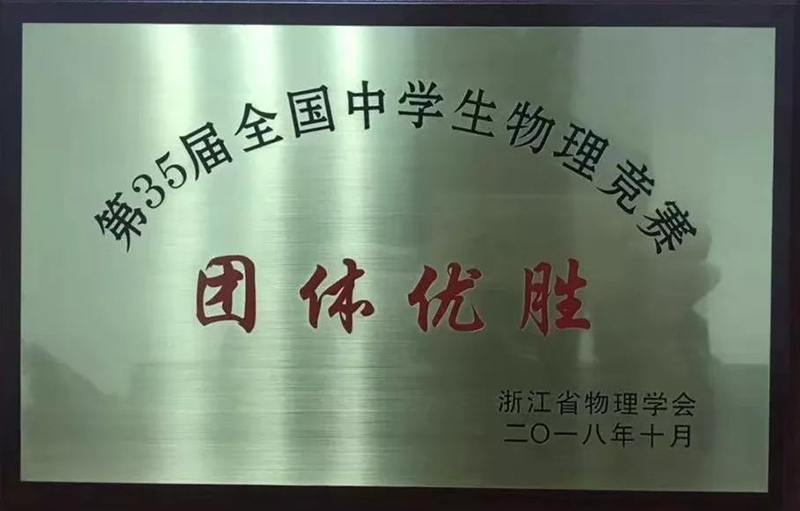 第35届全国中学生物理竞赛
团体优胜
浙江省物理学会
二〇一八年十月